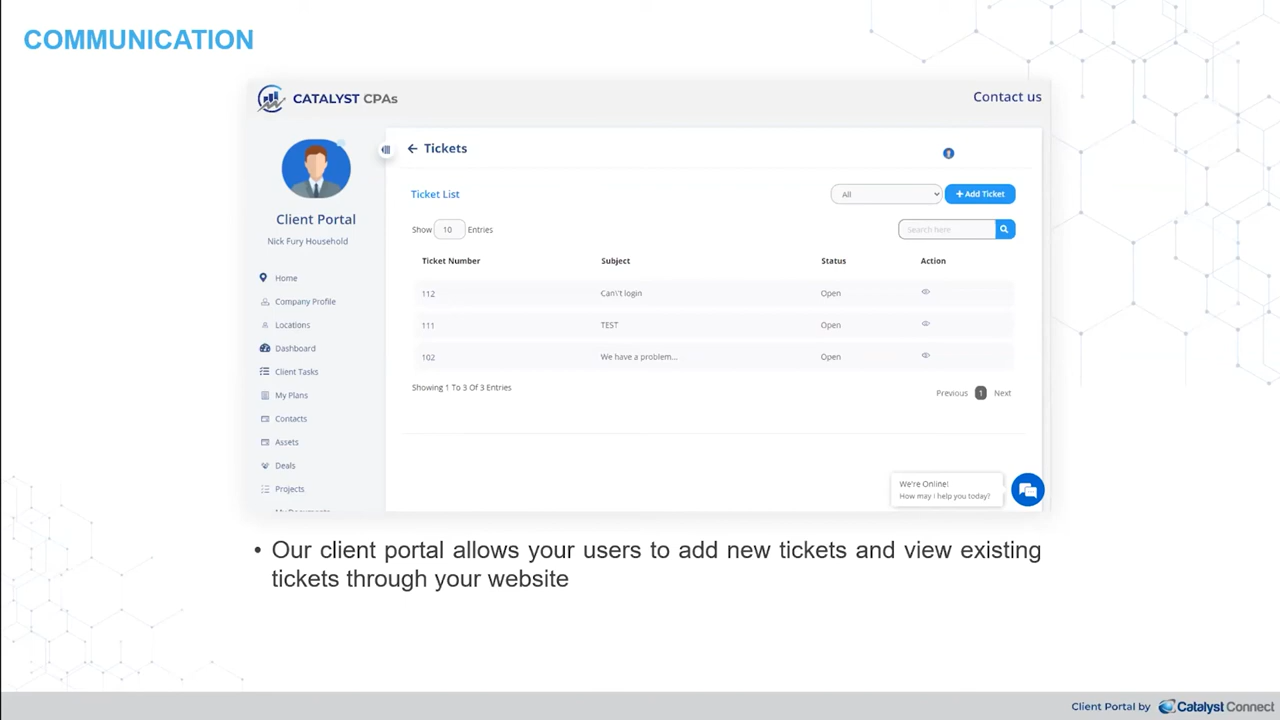 COMMUNICATION
CATALYST CPAs
Contact us
Tickets
Client Portal
Nick Fury Household
Home
Company Profile
Locations
Dashboard
Client Tasks
My Plans
Contacts
Assets
Deals
Projects
My Documents
Ticket List
All
+ Add Ticket
Show 10 Entries
Search here
Ticket Number Subject Status Action
112 Can\'t login Open
111 TEST Open
102 We have a problem... Open
Showing 1 To 3 Of 3 Entries
Previous 1 Next
We're Online!
How may I help you today?
• Our client portal allows your users to add new tickets and view existing
tickets through your website
Client Portal by Catalyst Connect